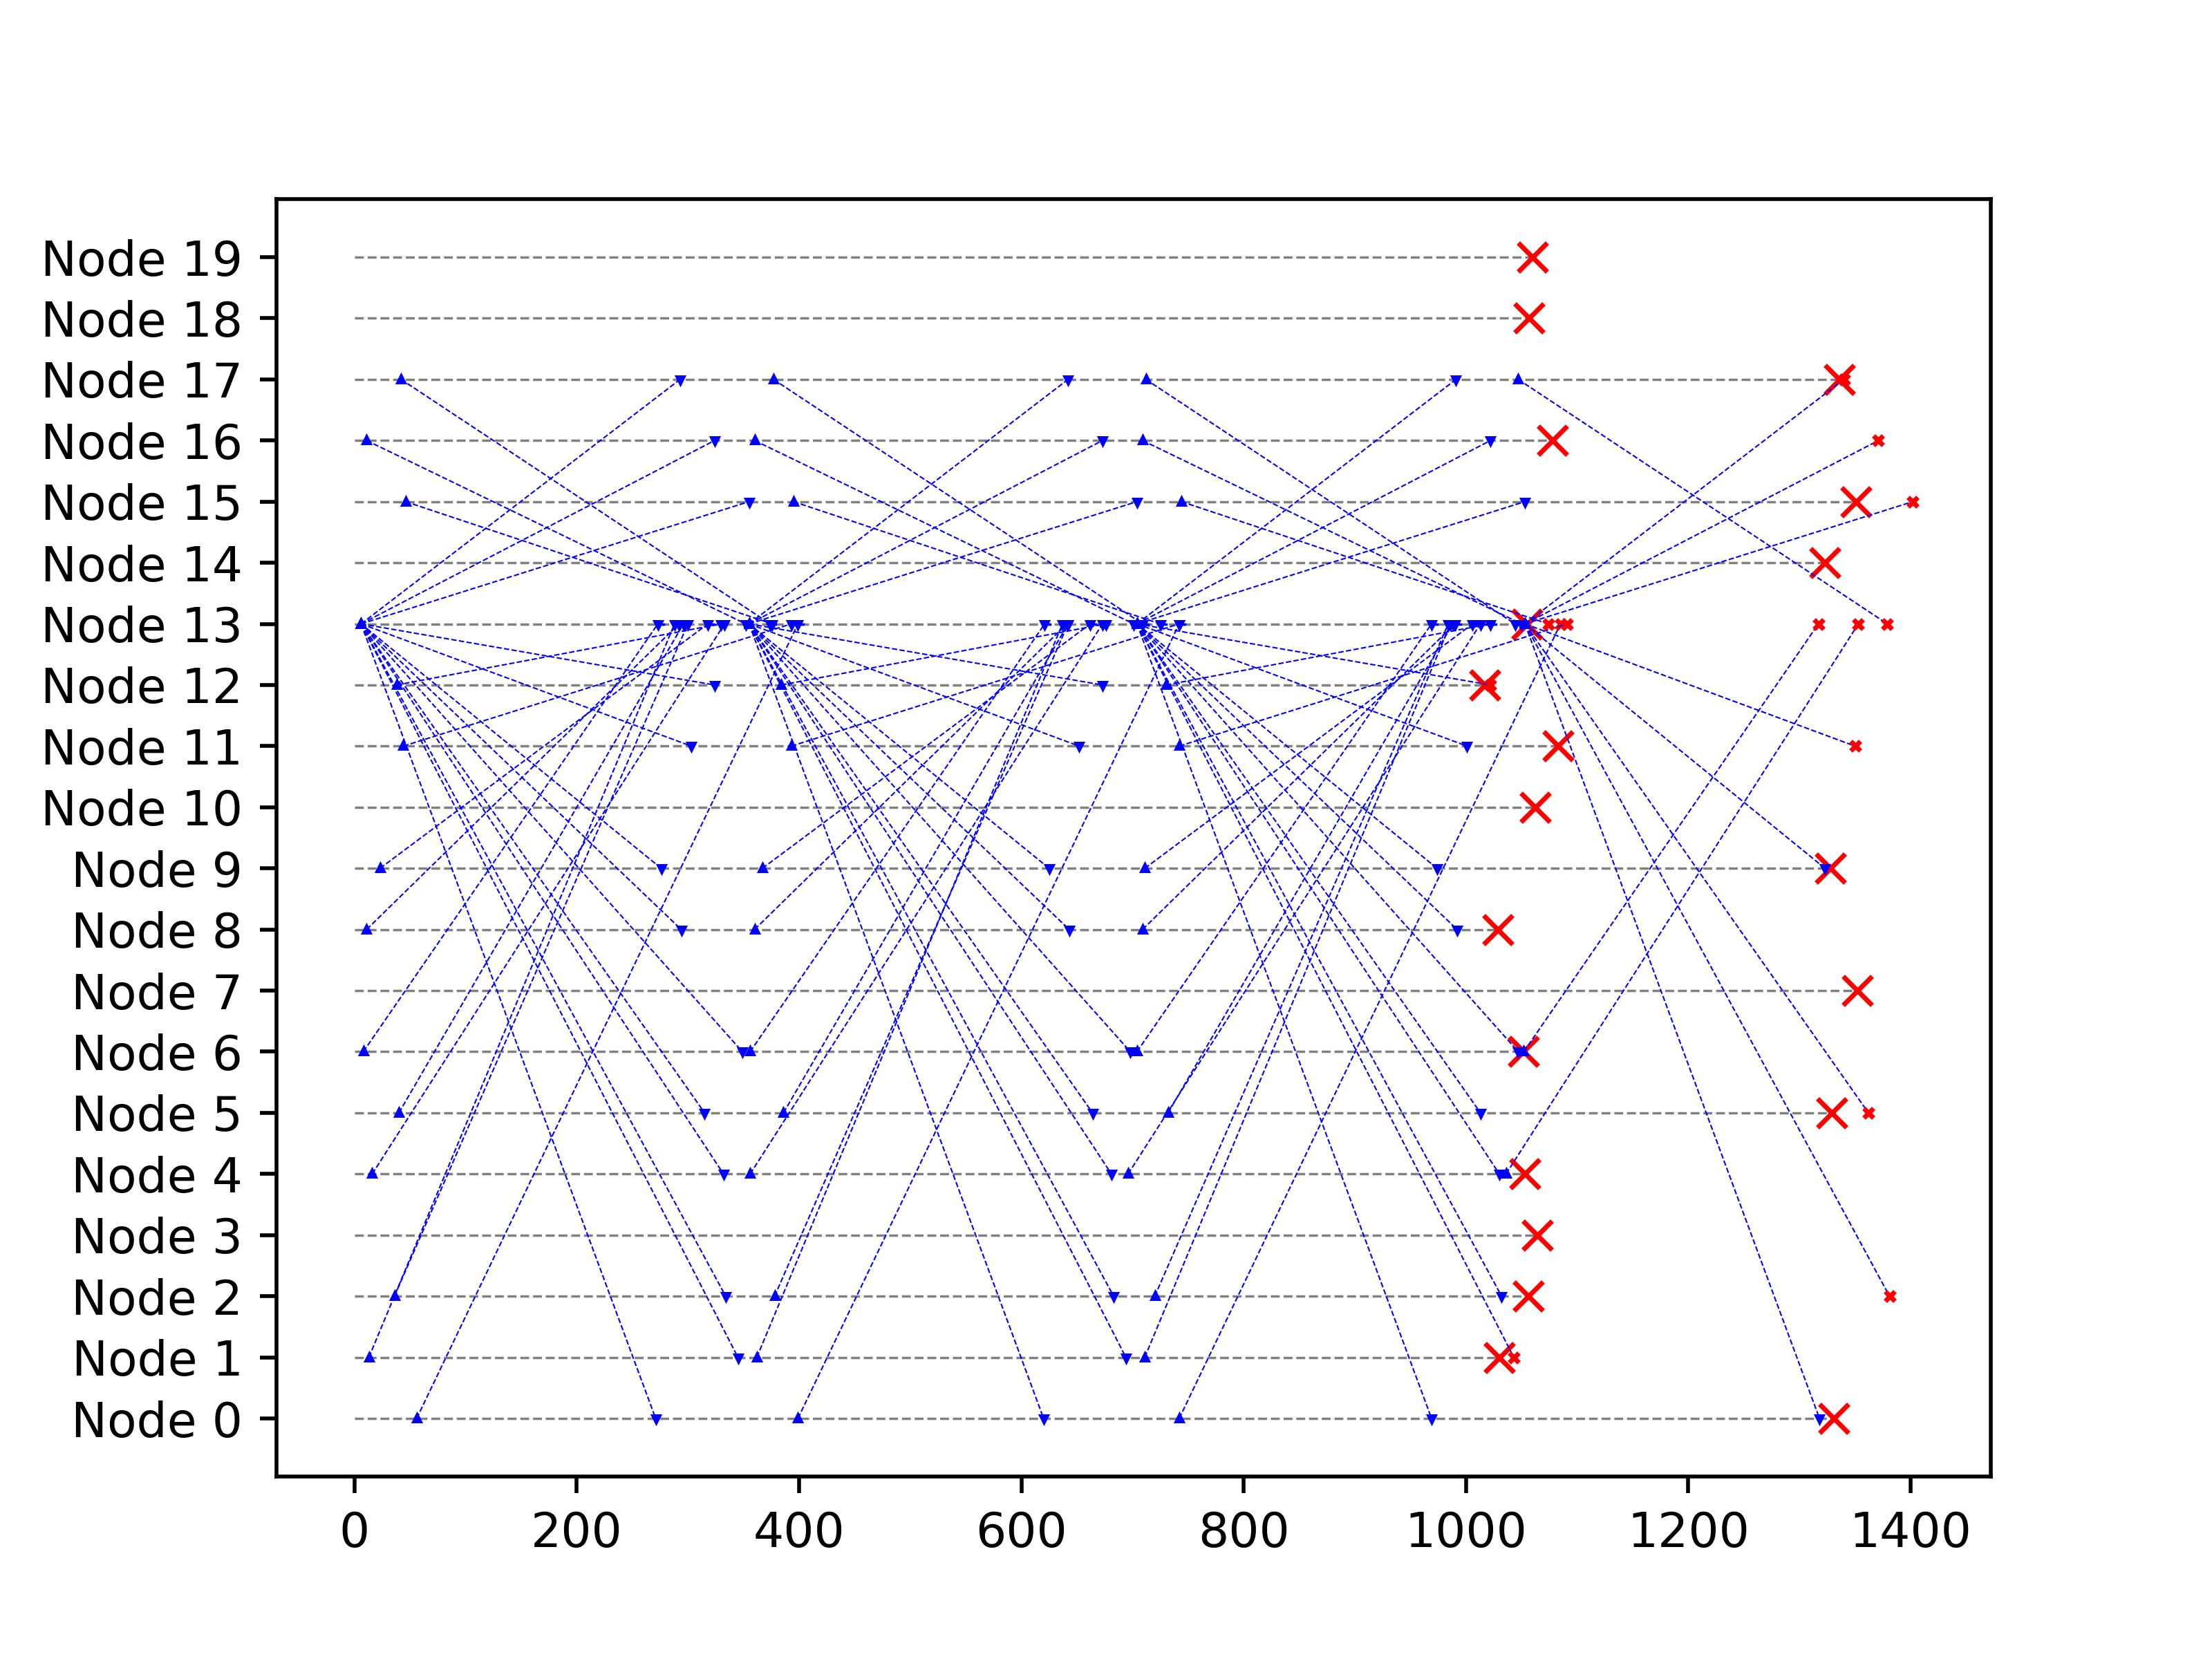 Node 19
Node 18
Node 17
Node 16
Node 15
Node 14
Node 13
Node 12
Node 11
Node 10
Node 9
Node 8
Node 7
Node 6
Node 5
Node 4
Node 3
Node 2
Node 1
Node 0
0 200 400 600 800 1000 1200 1400